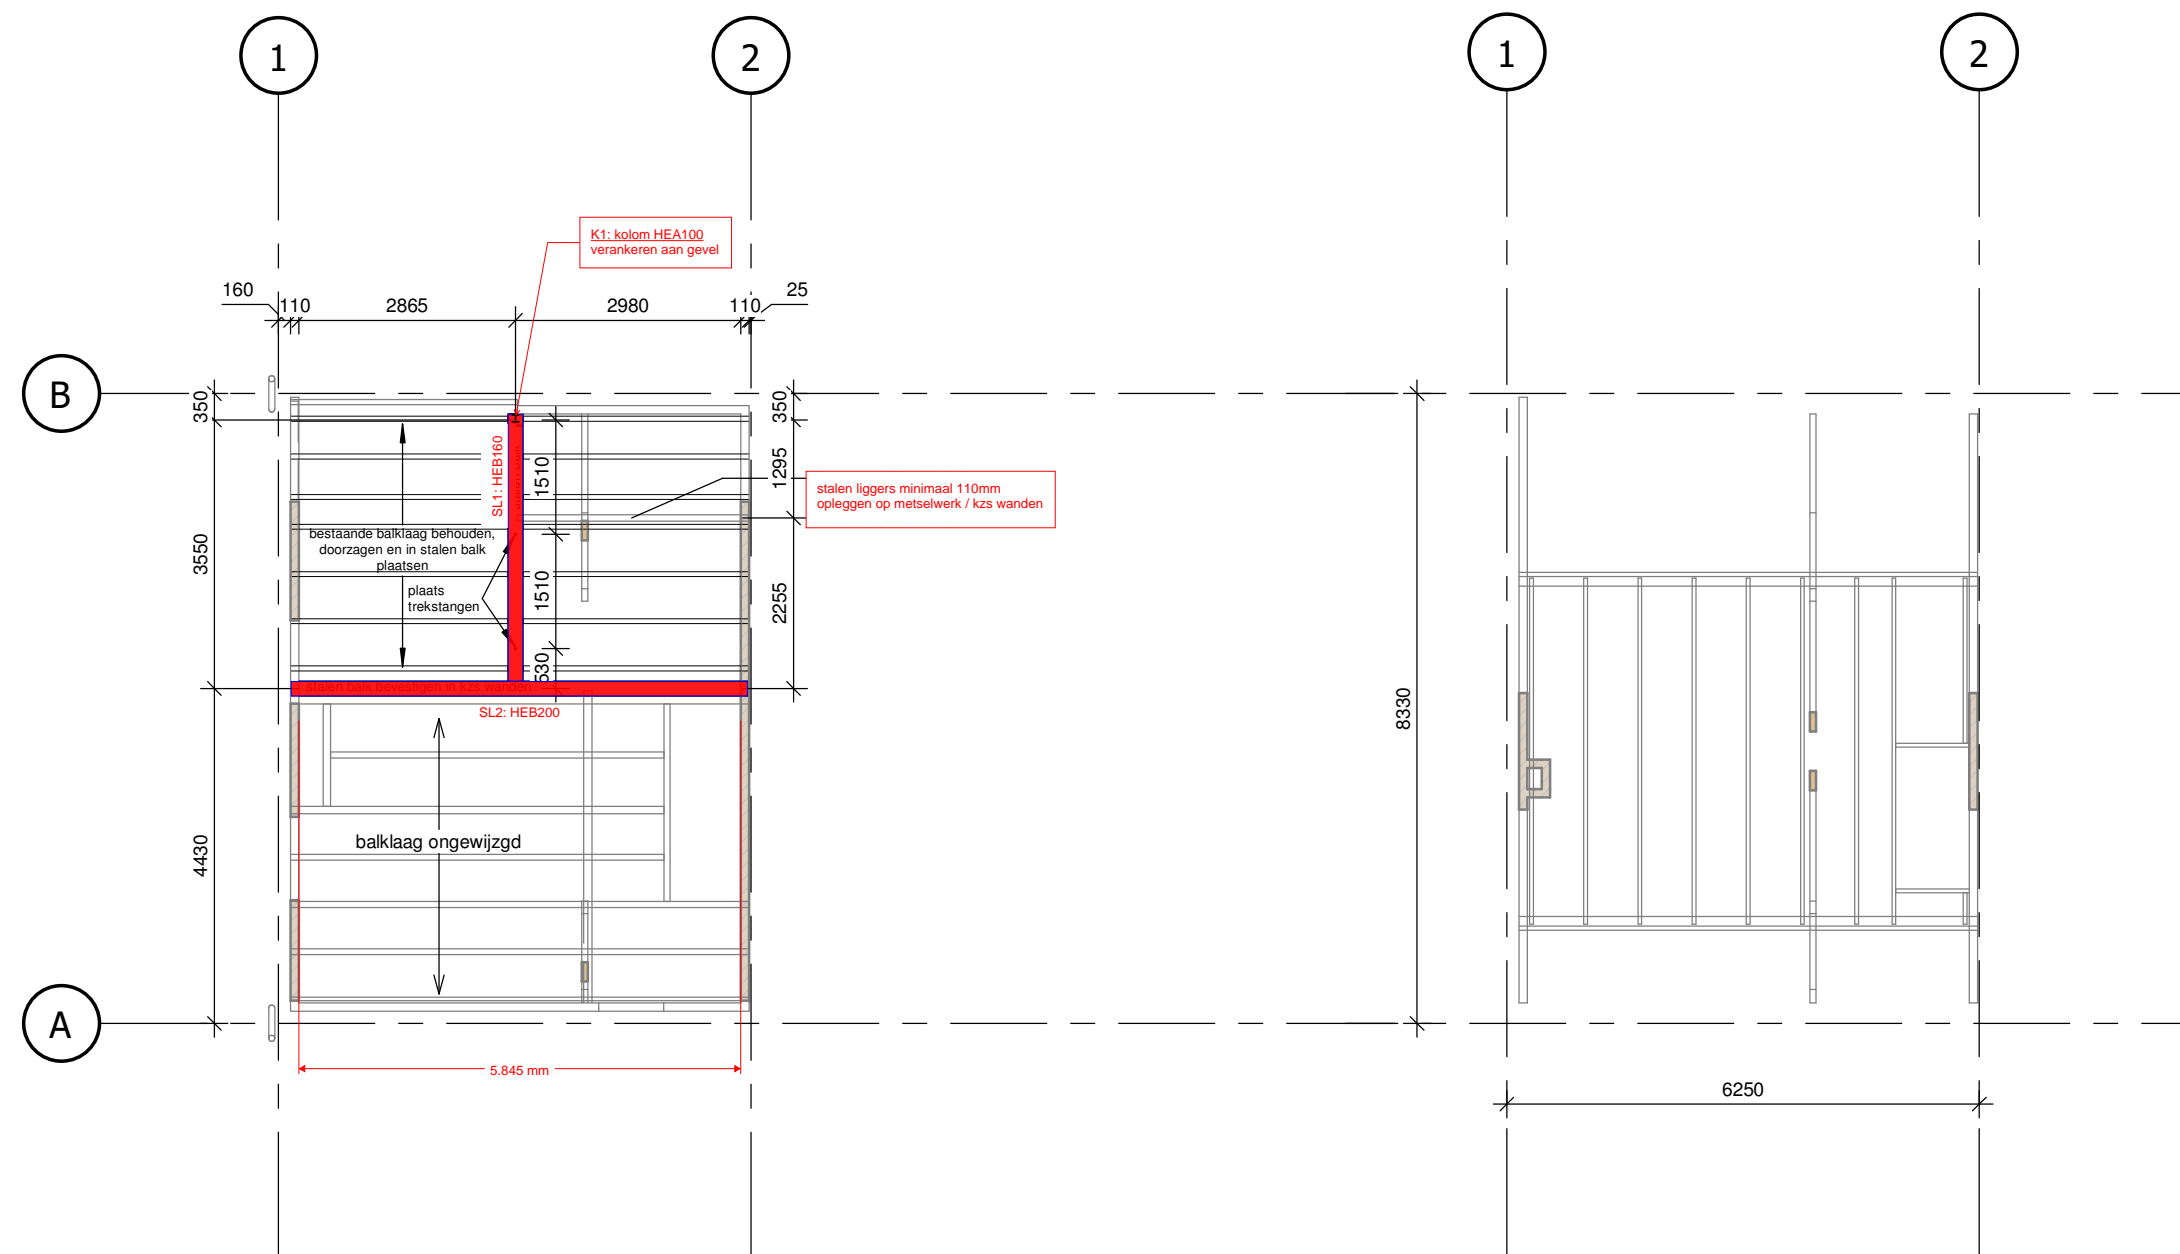 1
2
1
2
K1: kolom HEA100
verankeren aan gevel
160
110
2865
2980
110
25
B
350
350
SL1: HEB160
1510
1295
stalen liggers minimaal 110mm
opleggen op metselwerk / kzs wanden
bestaande balklaag behouden,
doorzagen en in stalen balk
plaatsen
3550
plaats
trekstangen
1510
2255
530
stalen balk bevestigen in kzs wanden
SL2: HEB200
8330
4430
balklaag ongewijzgd
A
5.845 mm
6250